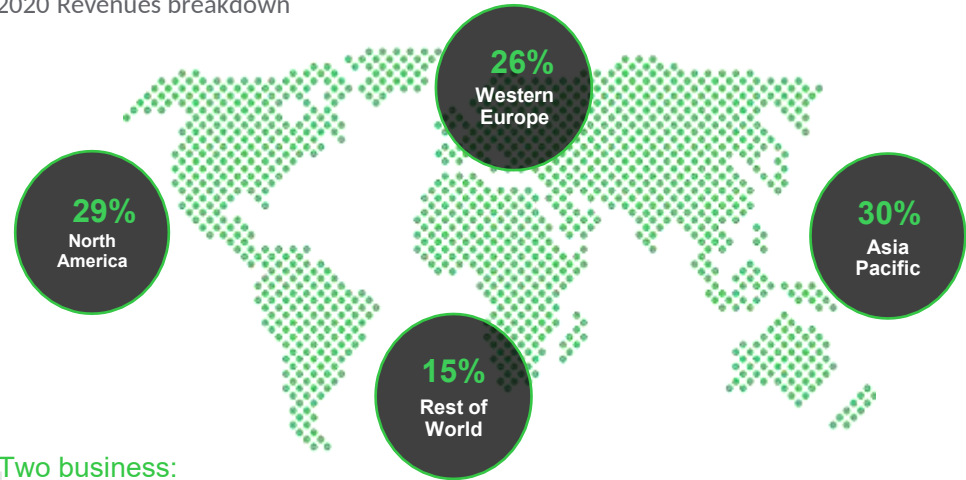 2020 Revenues breakdown
26%
Western
Europe
29%
North
America
30%
Asia
Pacific
15%
Rest of
World
Two business: